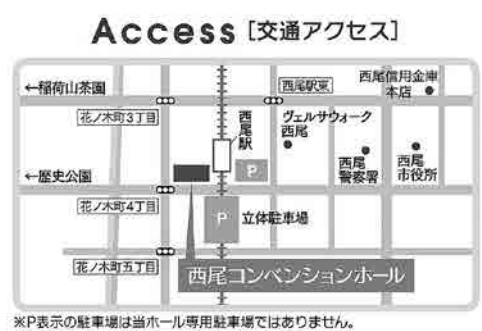 Access [交通アクセス]
←稲荷山茶園
西尾駅東
西尾信用金庫
本店
花ノ木町3丁目
西尾駅
ヴェルサウォーク
西尾
P
西尾
警察署
西尾
市役所
←歴史公園
花ノ木町4丁目
P
立体駐車場
花ノ木町五丁目
西尾コンベンションホール
※P表示の駐車場は当ホール専用駐車場ではありません。